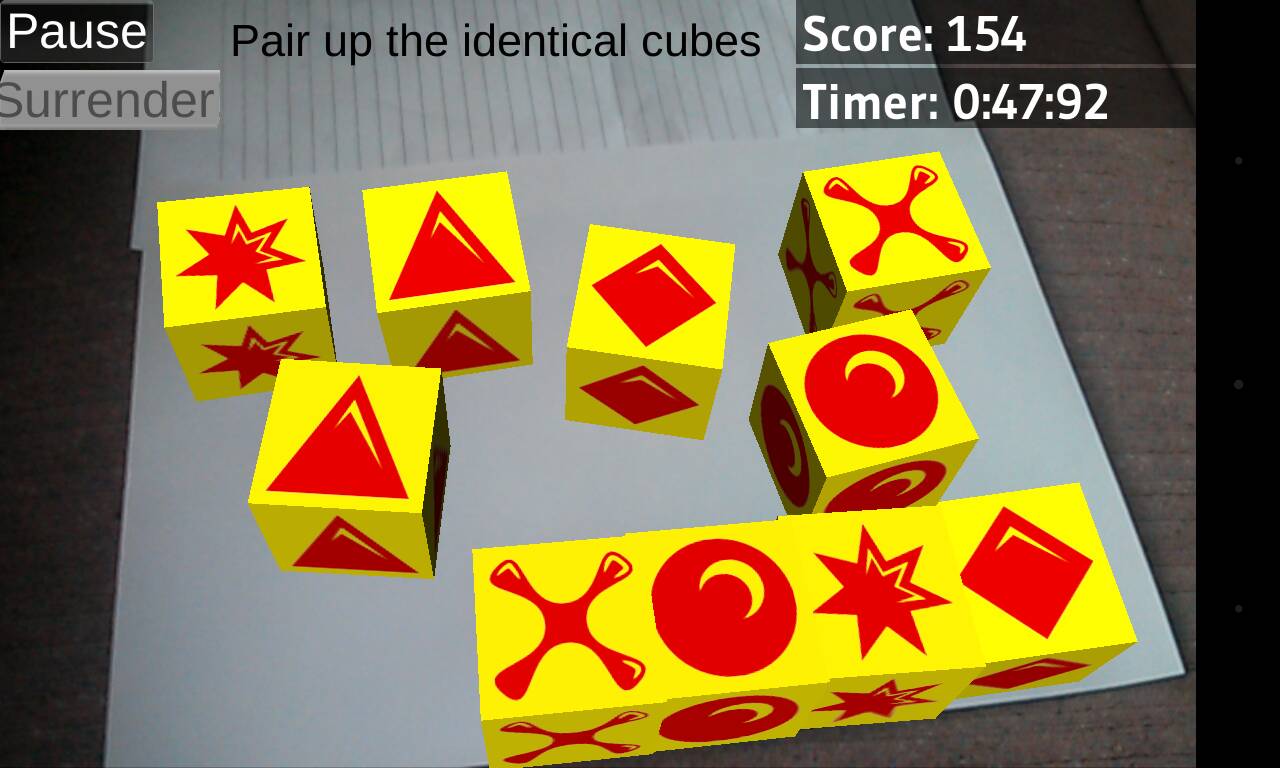 Pause
Pair up the identical cubes
Score: 154
Surrender
Timer: 0:47:92